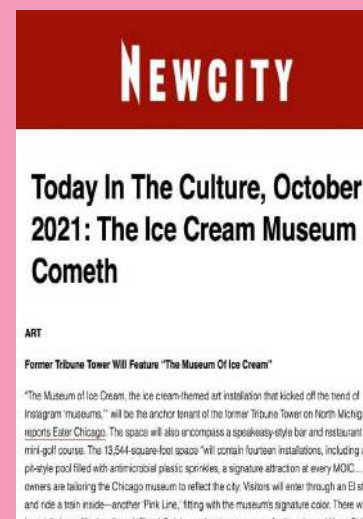 NEWCITY
Today In The Culture, October
2021: The Ice Cream Museum
Cometh
ART
Former Tribune Tower Will Feature "The Museum Of Ice Cream"
"The Museum of Ice Cream, the ice cream-themed art installation that kicked off the trend of
Instagram 'museums,'" will be the anchor tenant of the former Tribune Tower on North Michig
reports Eater Chicago. The space will also encompass a speakeasy-style bar and restaurant
mini-golf course. The 13,544-square-foot space "will contain fourteen installations, including a
pit-style pool filled with antimicrobial plastic sprinkles, a signature attraction at every MOIC...
owners are tailoring the Chicago museum to reflect the city. Visitors will enter through an El st
and ride a train inside—another 'Pink Line,' fitting with the museum's signature color. There w